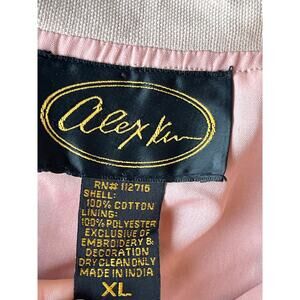 alex kim
RN# 112715
SHELL:
100% COTTON
LINING:
100% POLYESTER
EXCLUSIVE OF
EMBROIDERY &
DECORATION
DRY CLEAN ONLY
MADE IN INDIA
XL